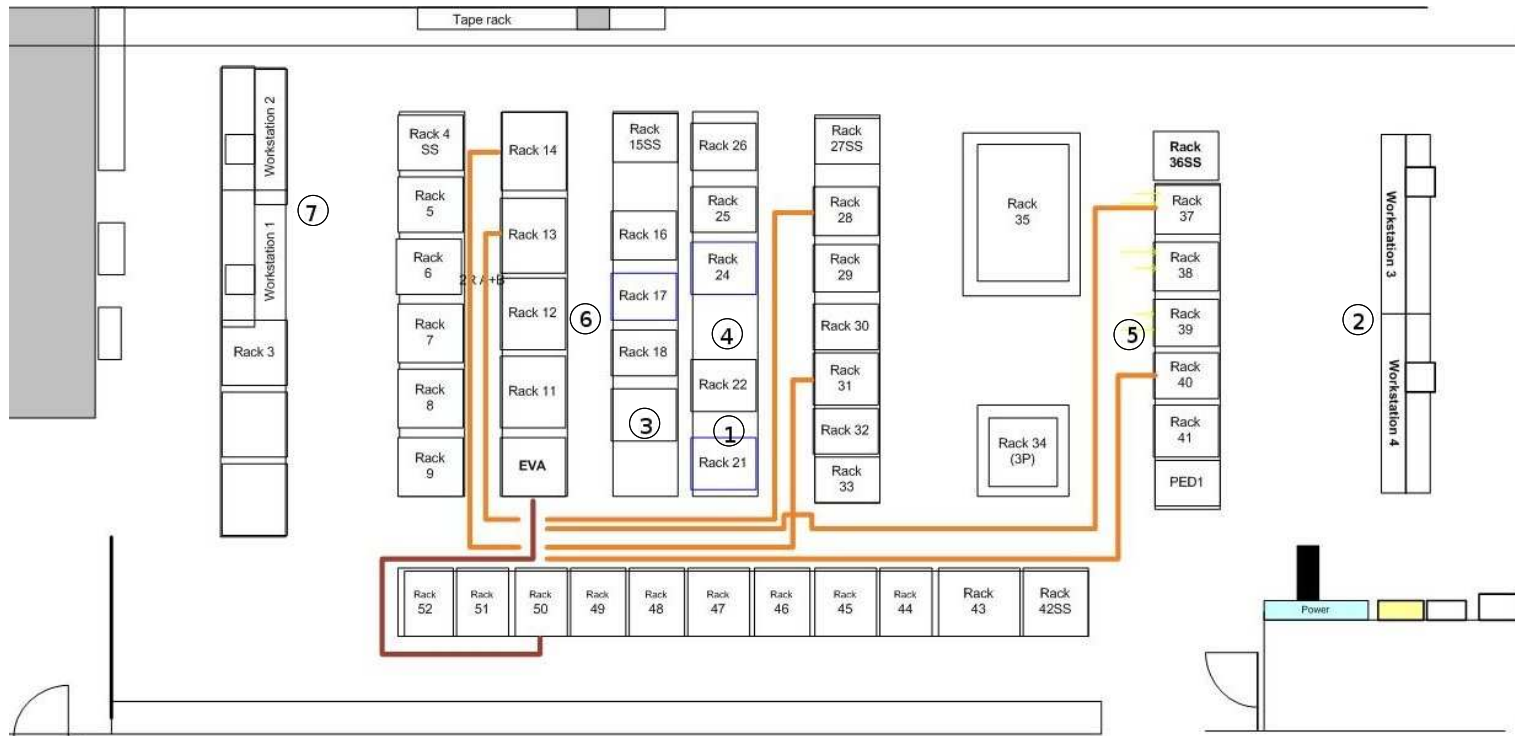 Tape rack
Workstation 2
Workstation 1
7
Rack 3
Rack 4
SS
Rack
5
Rack
6
Rack
7
Rack
8
Rack
9
Rack 14
Rack 13
Rack 12
Rack 11
EVA
6
Rack
15SS
Rack 16
Rack 17
Rack 18
3
Rack 26
Rack
25
Rack
24
4
Rack 22
1
Rack 21
Rack
27SS
Rack
28
Rack
29
Rack 30
Rack
31
Rack 32
Rack
33
Rack
35
Rack 34
(3P)
Rack
36SS
Rack
37
Rack
38
Rack
39
5
Rack
40
Rack
41
PED1
2
Workstation 3
Workstation 4
Rack
52
Rack
51
Rack
50
Rack
49
Rack
48
Rack
47
Rack
46
Rack
45
Rack
44
Rack
43
Rack
42SS
Power